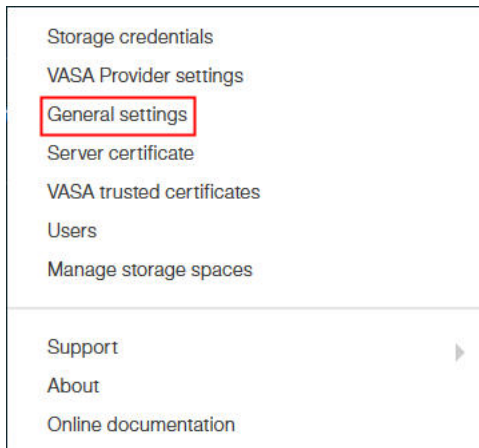 Storage credentials
VASA Provider settings
General settings
Server certificate
VASA trusted certificates
Users
Manage storage spaces
Support
About
Online documentation